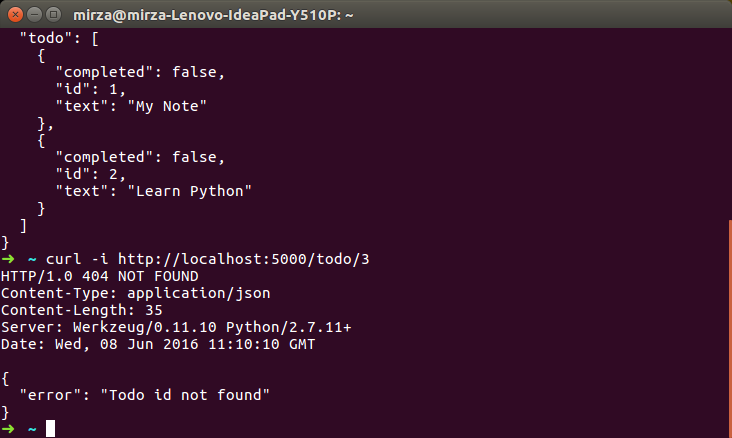 mirza@mirza-Lenovo-IdeaPad-Y510P: ~
  "todo": [
    {
      "completed": false,
      "id": 1,
      "text": "My Note"
    },
    {
      "completed": false,
      "id": 2,
      "text": "Learn Python"
    }
  ]
}
➜  ~ curl -i http://localhost:5000/todo/3
HTTP/1.0 404 NOT FOUND
Content-Type: application/json
Content-Length: 35
Server: Werkzeug/0.11.10 Python/2.7.11+
Date: Wed, 08 Jun 2016 11:10:10 GMT

{
  "error": "Todo id not found"
}
➜  ~